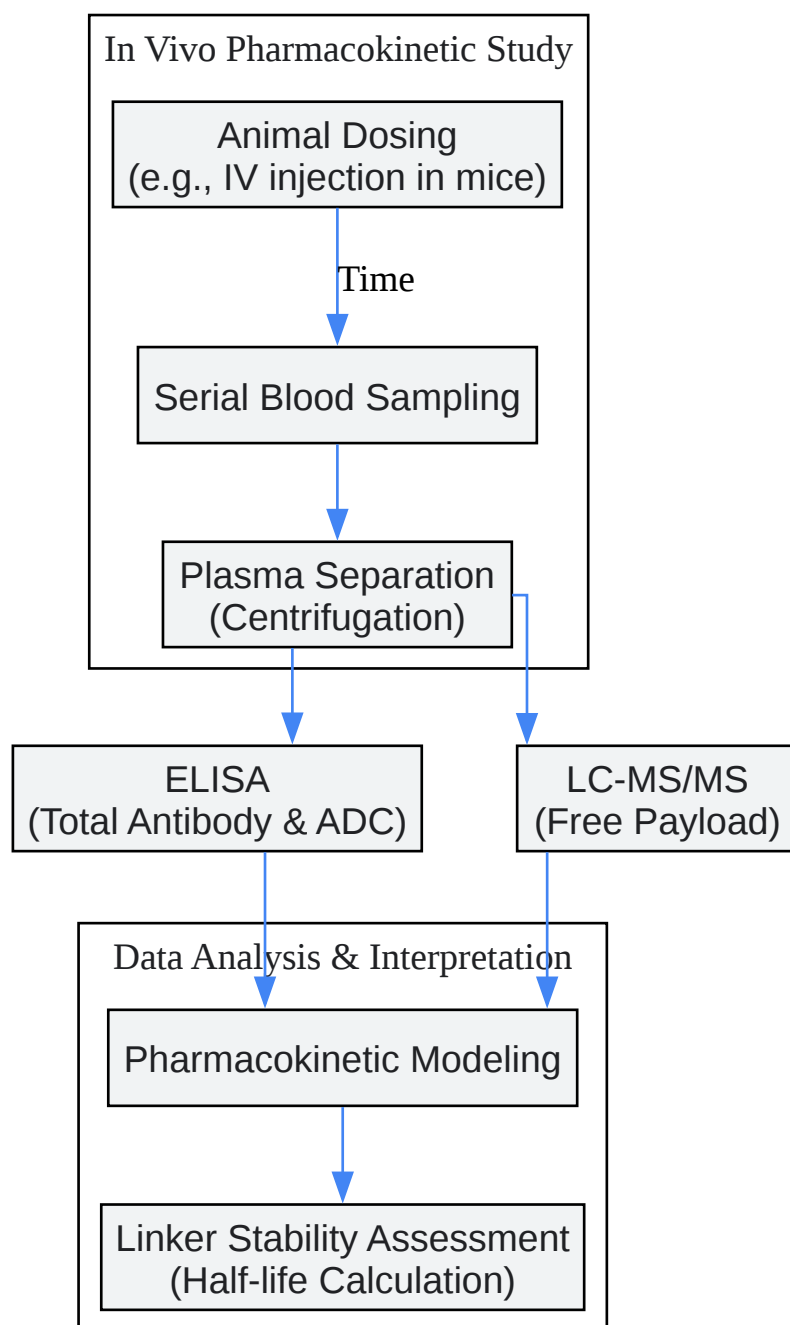 In Vivo Pharmacokinetic Study
Animal Dosing
(e.g., IV injection in mice)
Time
Serial Blood Sampling
Plasma Separation
(Centrifugation)
ELISA
(Total Antibody & ADC)
LC-MS/MS
(Free Payload)
Data Analysis & Interpretation
Pharmacokinetic Modeling
Linker Stability Assessment
(Half-life Calculation)